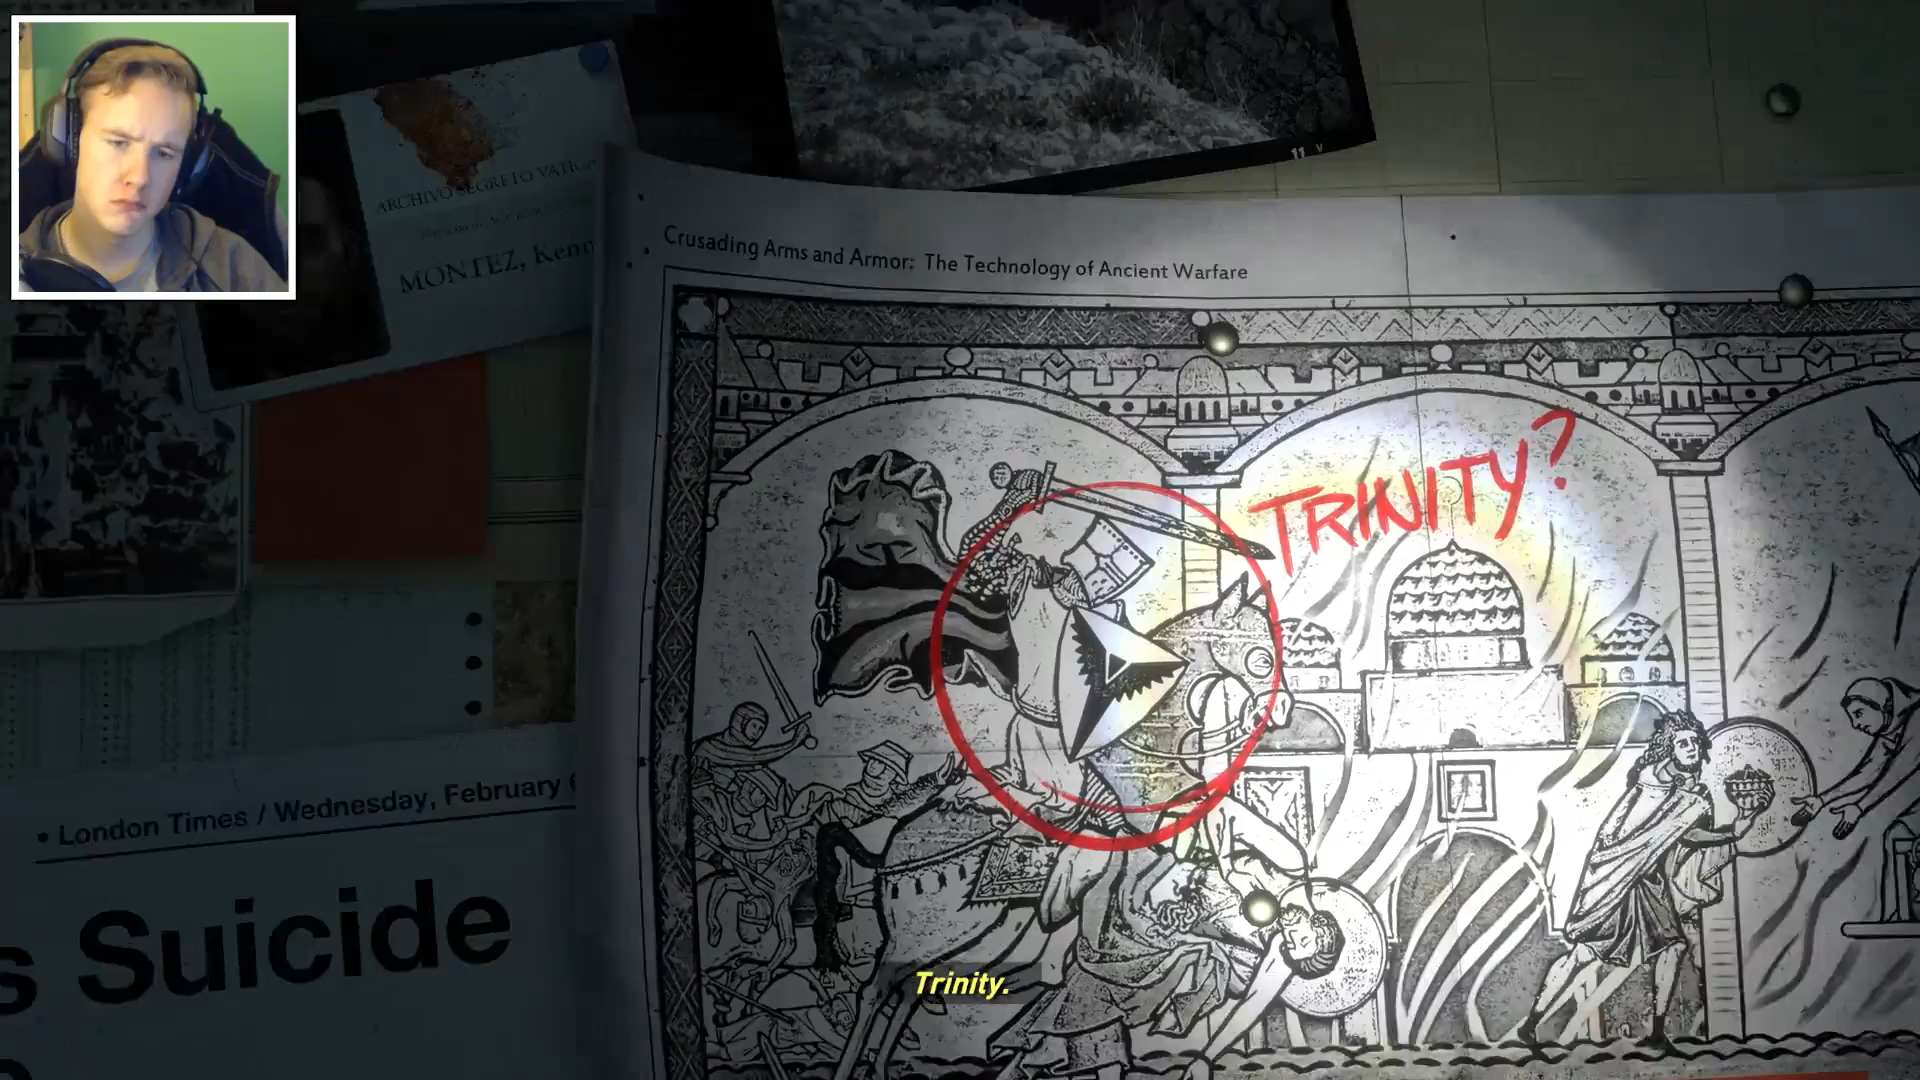 11 V
ARCHIVO SEGRETO VATIC
MONTEZ, Kenn
Crusading Arms and Armor: The Technology of Ancient Warfare
TRINITY?
• London Times / Wednesday, February
s Suicide
Trinity.